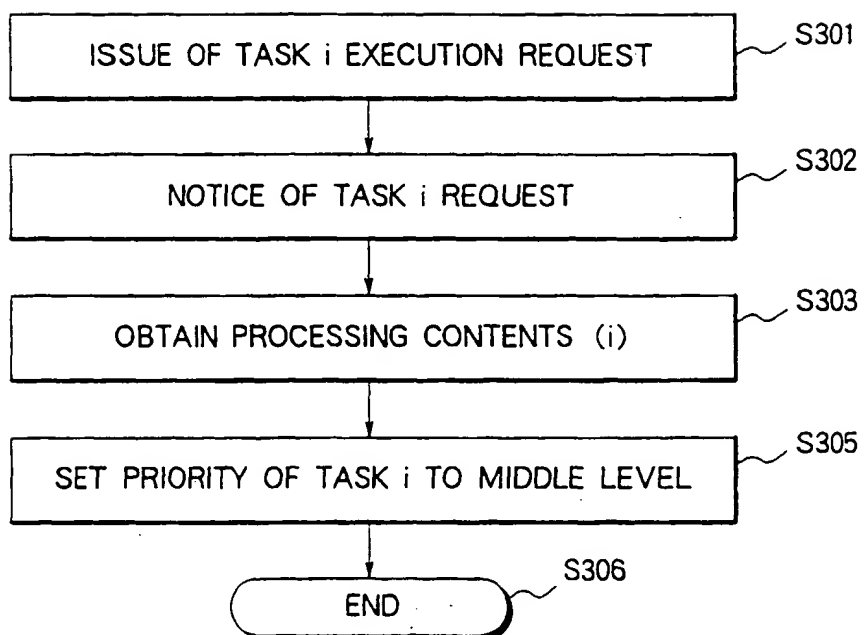 ISSUE OF TASK i EXECUTION REQUEST
S301
NOTICE OF TASK i REQUEST
S302
OBTAIN PROCESSING CONTENTS (i)
S303
SET PRIORITY OF TASK i TO MIDDLE LEVEL
S305
END
S306